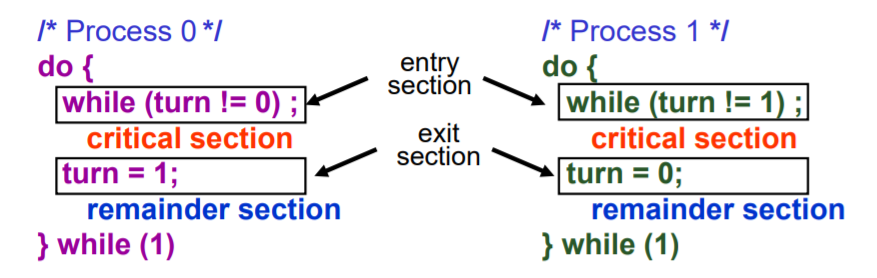 /* Process 0 */
do {
while (turn != 0) ;
critical section
turn = 1;
remainder section
} while (1)
entry
section
exit
section
/* Process 1 */
do {
while (turn != 1) ;
critical section
turn = 0;
remainder section
} while (1)